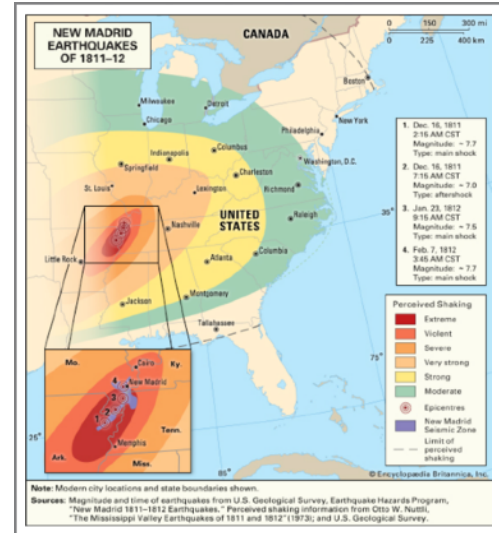 NEW MADRID
EARTHQUAKES
OF 1811–12
CANADA
0 150 300 mi
0 225 400 km
Boston
Milwaukee
Detroit
Chicago
New York
Philadelphia
Indianapolis
Columbus
Washington, D.C.
Springfield
Charleston
St. Louis
Lexington
Richmond
UNITED
STATES
Nashville
Raleigh
35°
Little Rock
Atlanta
Columbia
Jackson
Montgomery
Tallahassee
75°
1. Dec. 16, 1811
2:15 AM CST
Magnitude: ~ 7.7
Type: main shock
2. Dec. 16, 1811
7:15 AM CST
Magnitude: ~ 7.0
Type: aftershock
3. Jan. 23, 1812
9:15 AM CST
Magnitude: ~ 7.5
Type: main shock
4. Feb. 7, 1812
3:45 AM CST
Magnitude: ~ 7.7
Type: main shock
Perceived Shaking
Extreme
Violent
Severe
Very strong
Strong
Moderate
Epicentres
New Madrid
Seismic Zone
Limit of
perceived
shaking
Mo.
Cairo
Ky.
4
New Madrid
3
1 2
Tenn.
Memphis
Ark.
Miss.
85°
© Encyclopædia Britannica, Inc.
Note: Modern city locations and state boundaries shown.
Sources: Magnitude and time of earthquakes from U.S. Geological Survey, Earthquake Hazards Program,
"New Madrid 1811–1812 Earthquakes." Perceived shaking information from Otto W. Nuttli,
"The Mississippi Valley Earthquakes of 1811 and 1812" (1973); and U.S. Geological Survey.